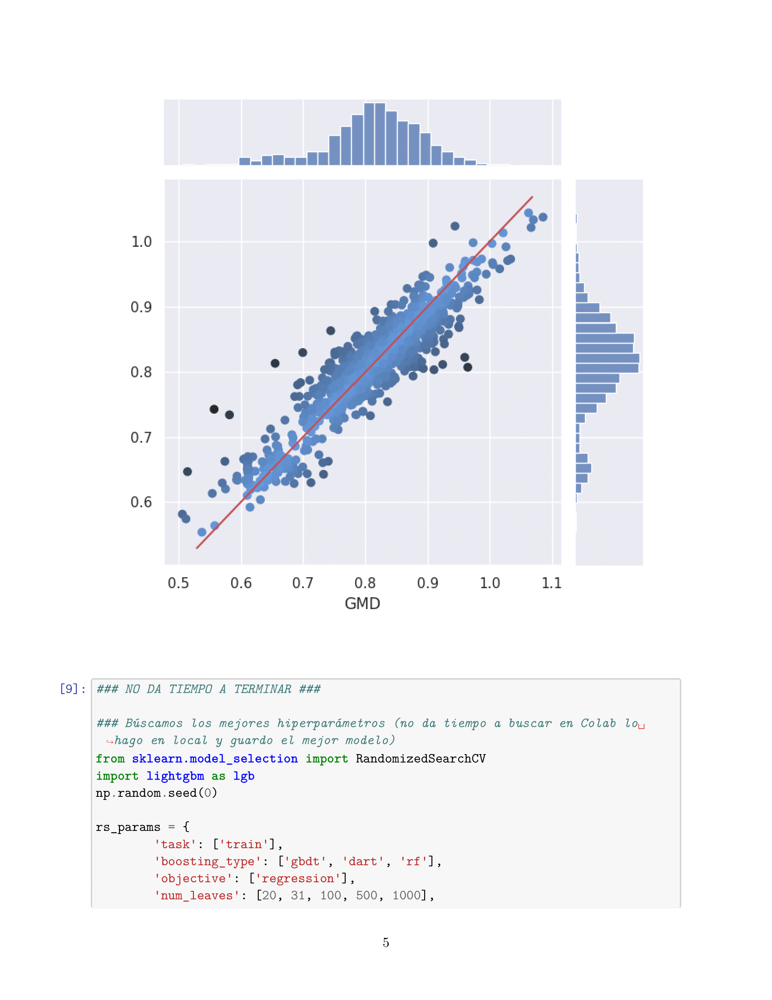 1.0
0.9
0.8
0.7
0.6
0.5 0.6 0.7 0.8 0.9 1.0 1.1
GMD
[9]: ### NO DA TIEMPO A TERMINAR ###
### Búscamos los mejores hiperparámetros (no da tiempo a buscar en Colab lo␣
↪hago en local y guardo el mejor modelo)
from sklearn.model_selection import RandomizedSearchCV
import lightgbm as lgb
np.random.seed(0)
rs_params = {
'task': ['train'],
'boosting_type': ['gbdt', 'dart', 'rf'],
'objective': ['regression'],
'num_leaves': [20, 31, 100, 500, 1000],
5